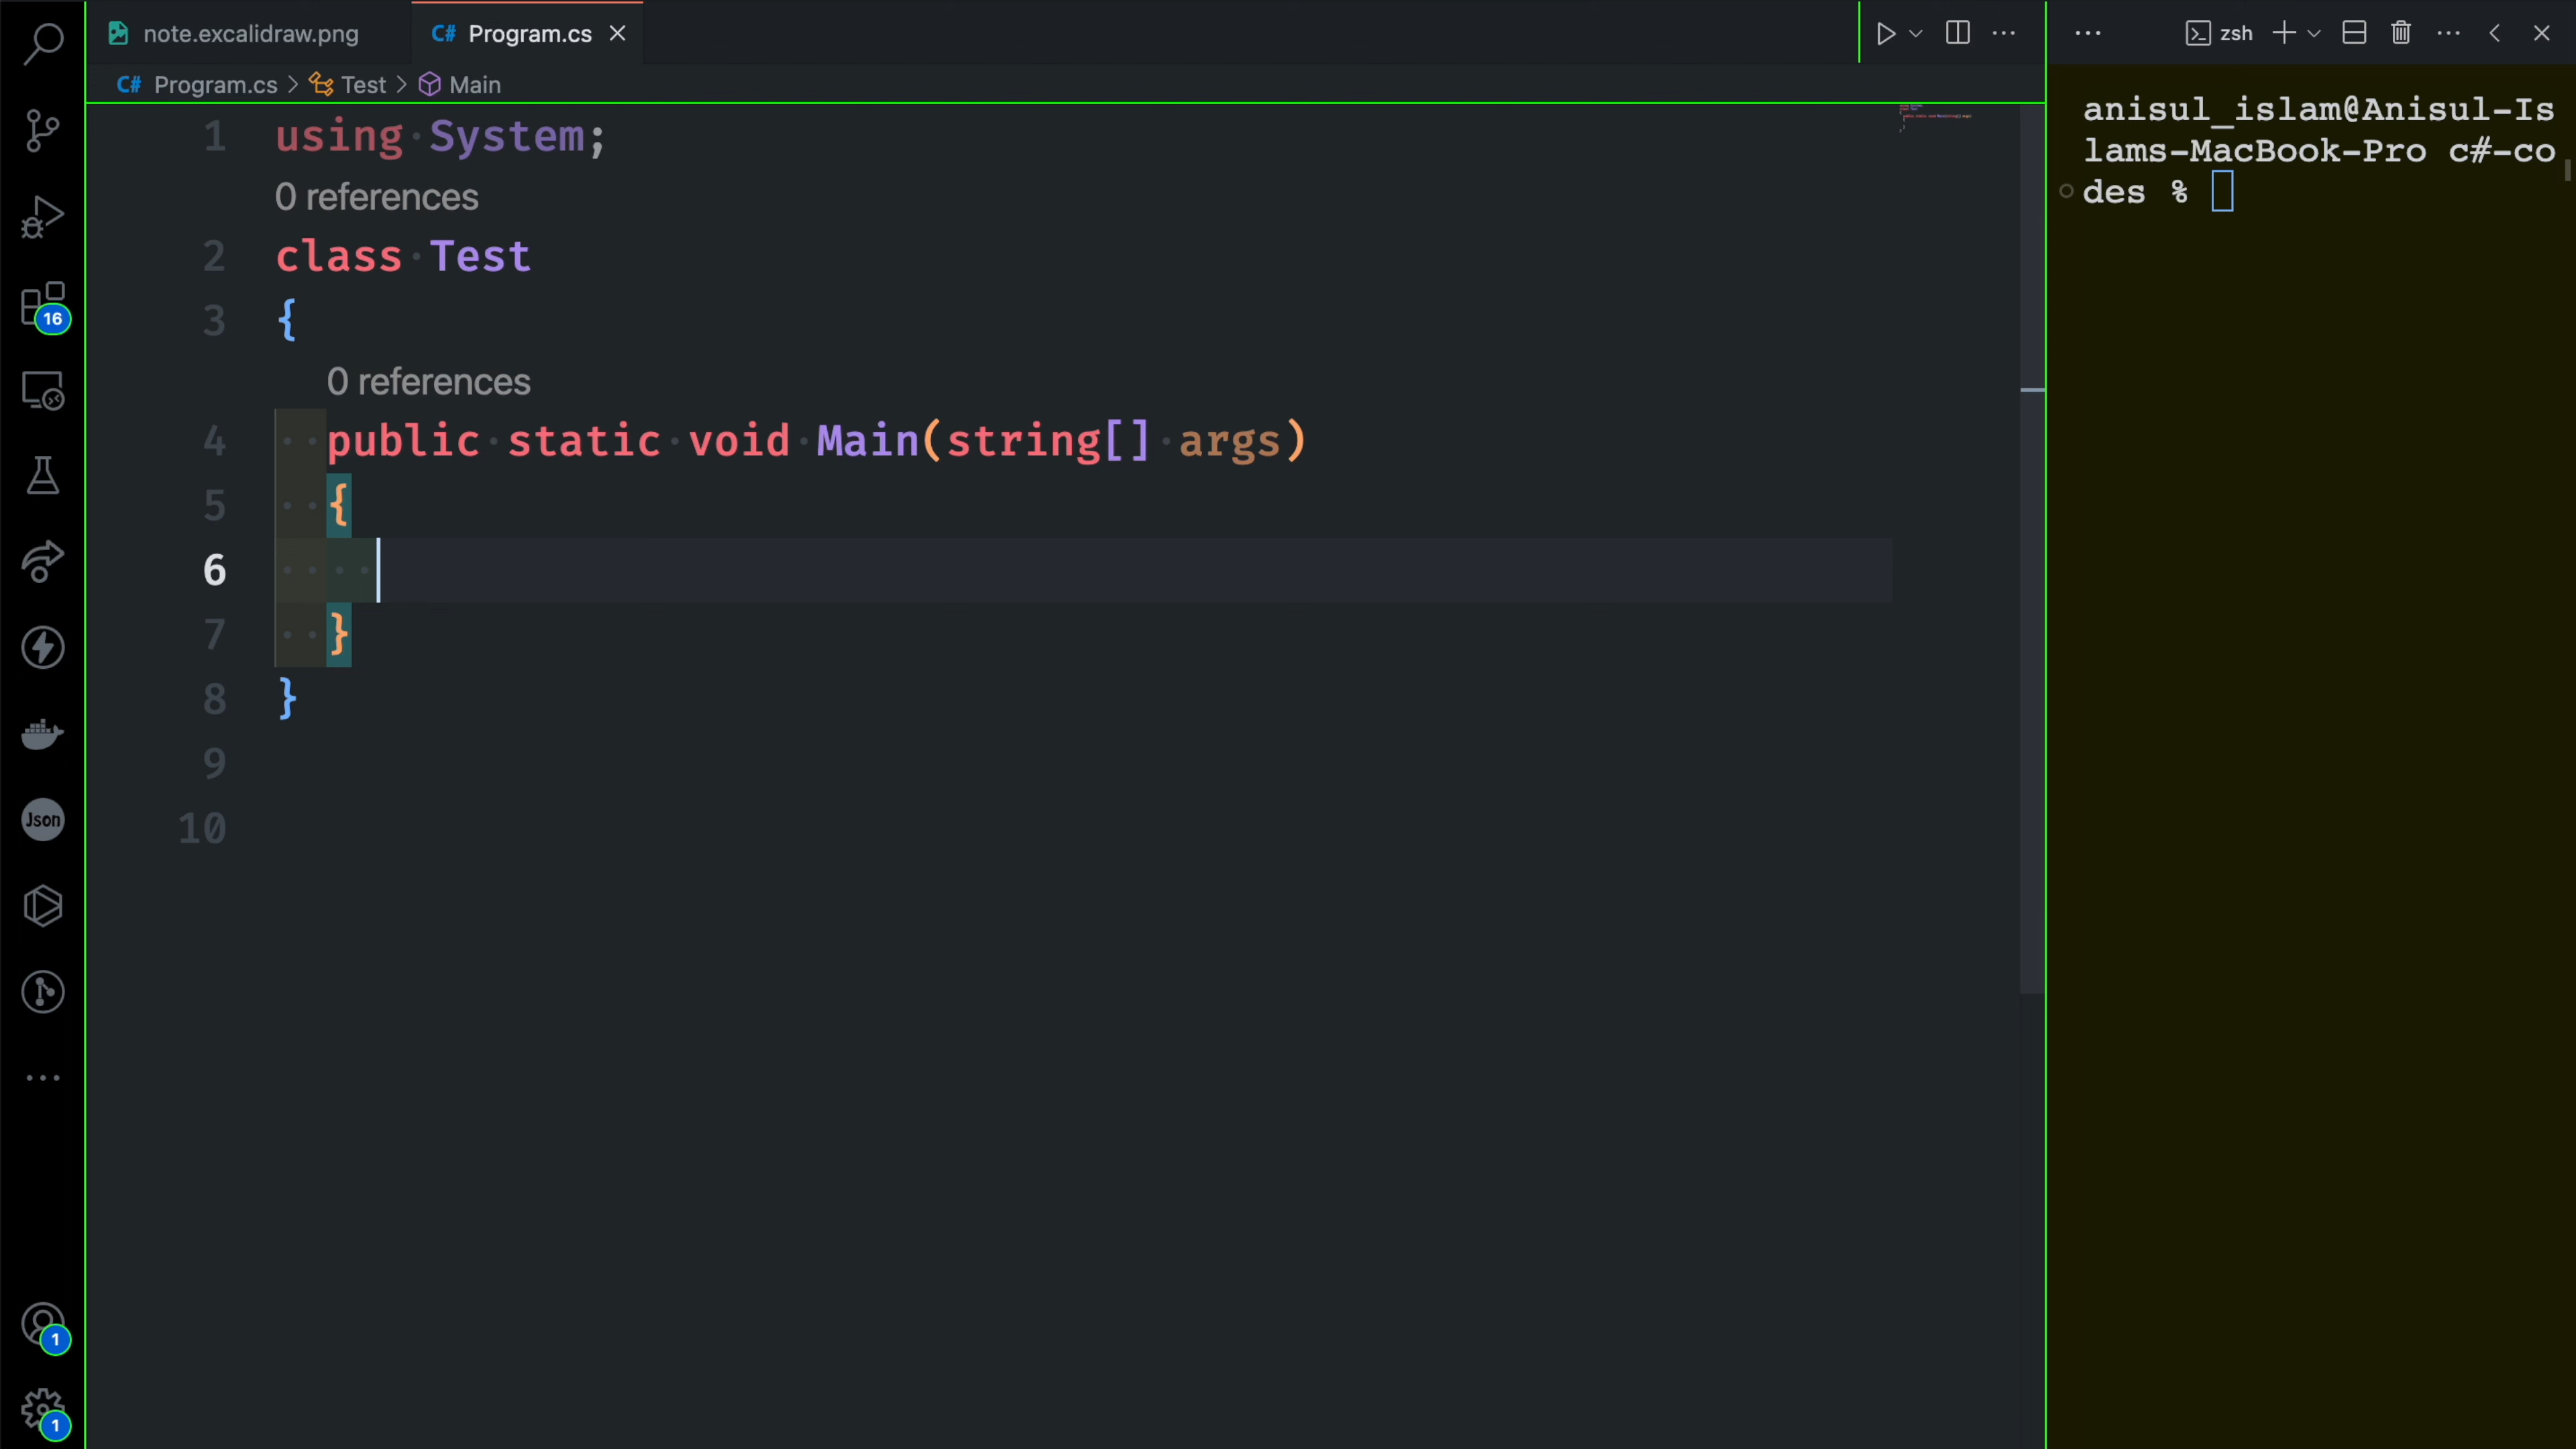 note.excalidraw.png
C# Program.cs
zsh
C# Program.cs > Test > Main
1 using System;
0 references
2 class Test
3 {
0 references
4 public static void Main(string[] args)
5 {
6
7 }
8 }
9
10
anisul_islam@Anisul-Is
lams-MacBook-Pro c#-co
des %
16
Json
1
1